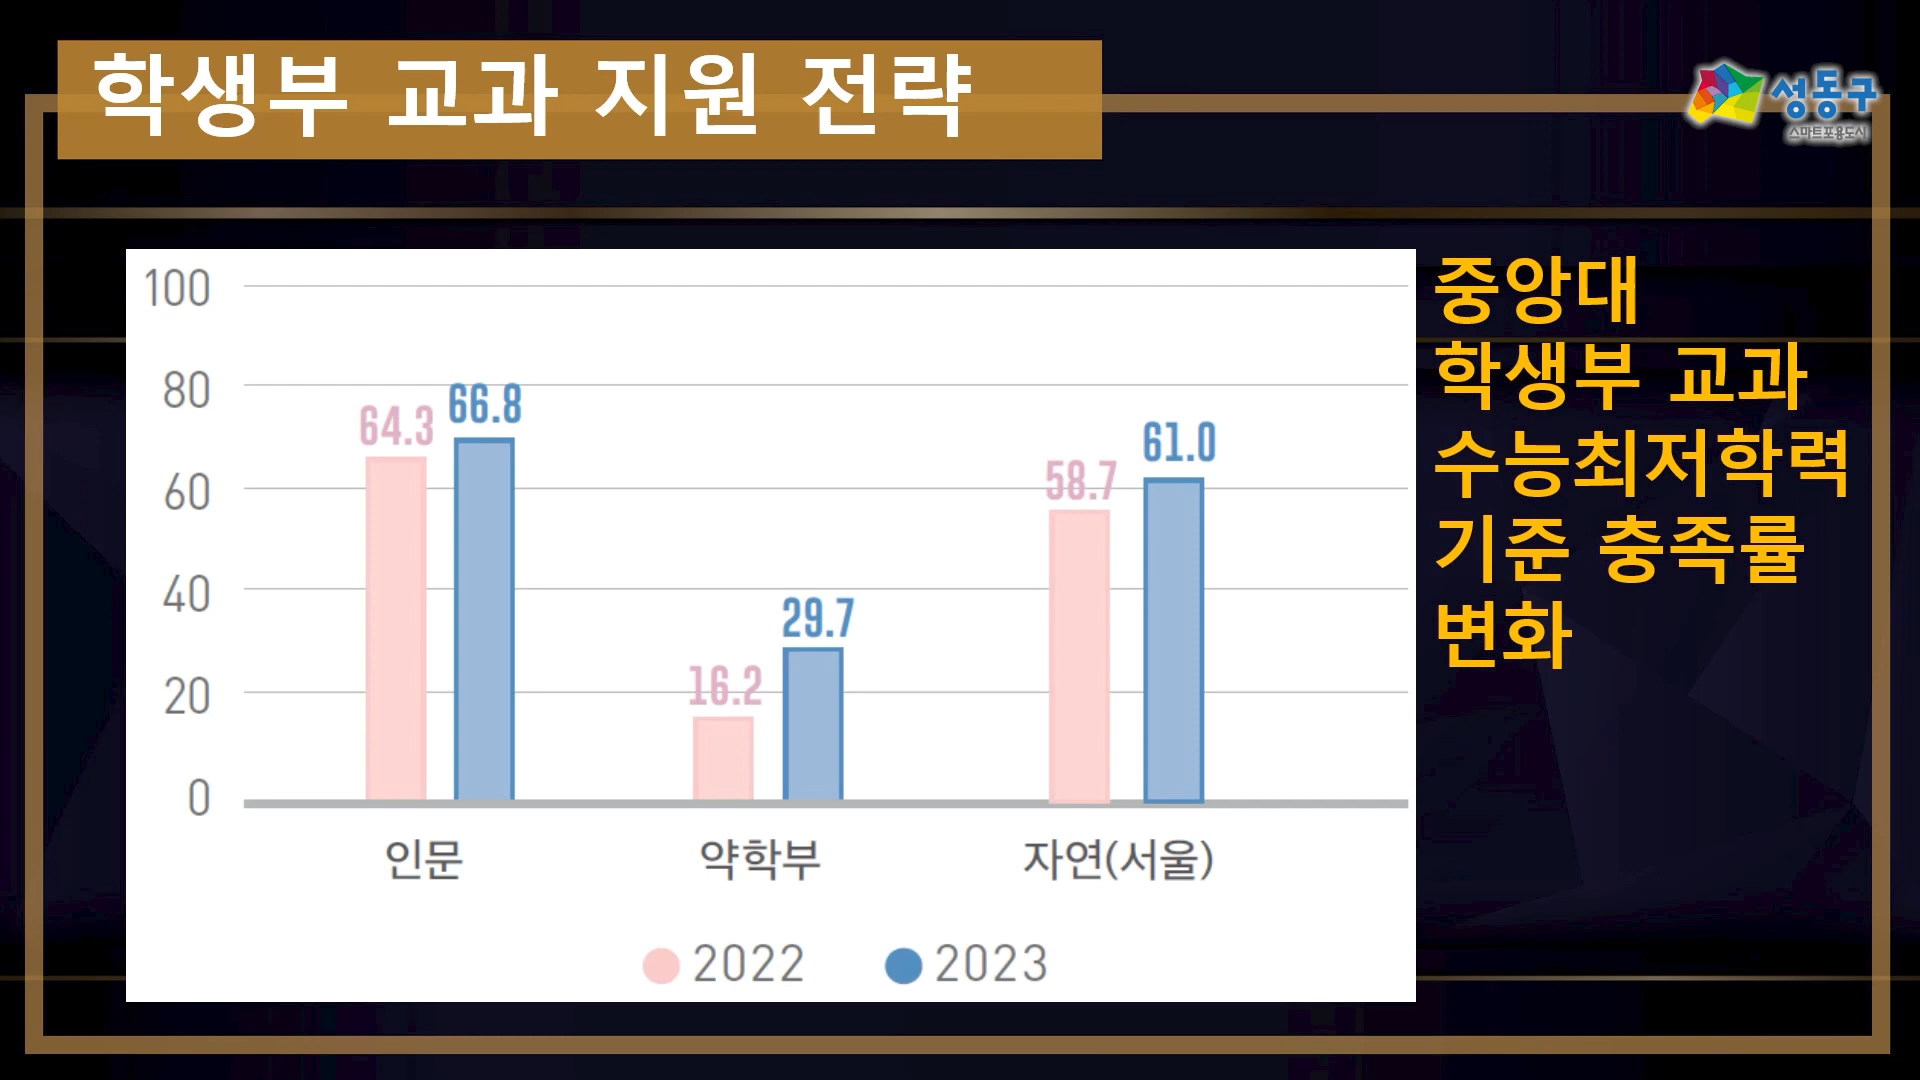 학생부 교과 지원 전략
성동구
스마트포용도시
중앙대
학생부 교과
수능최저학력
기준 충족률
변화
100
80
60
40
20
0
64.3
66.8
16.2
29.7
58.7
61.0
인문
약학부
자연(서울)
2022
2023